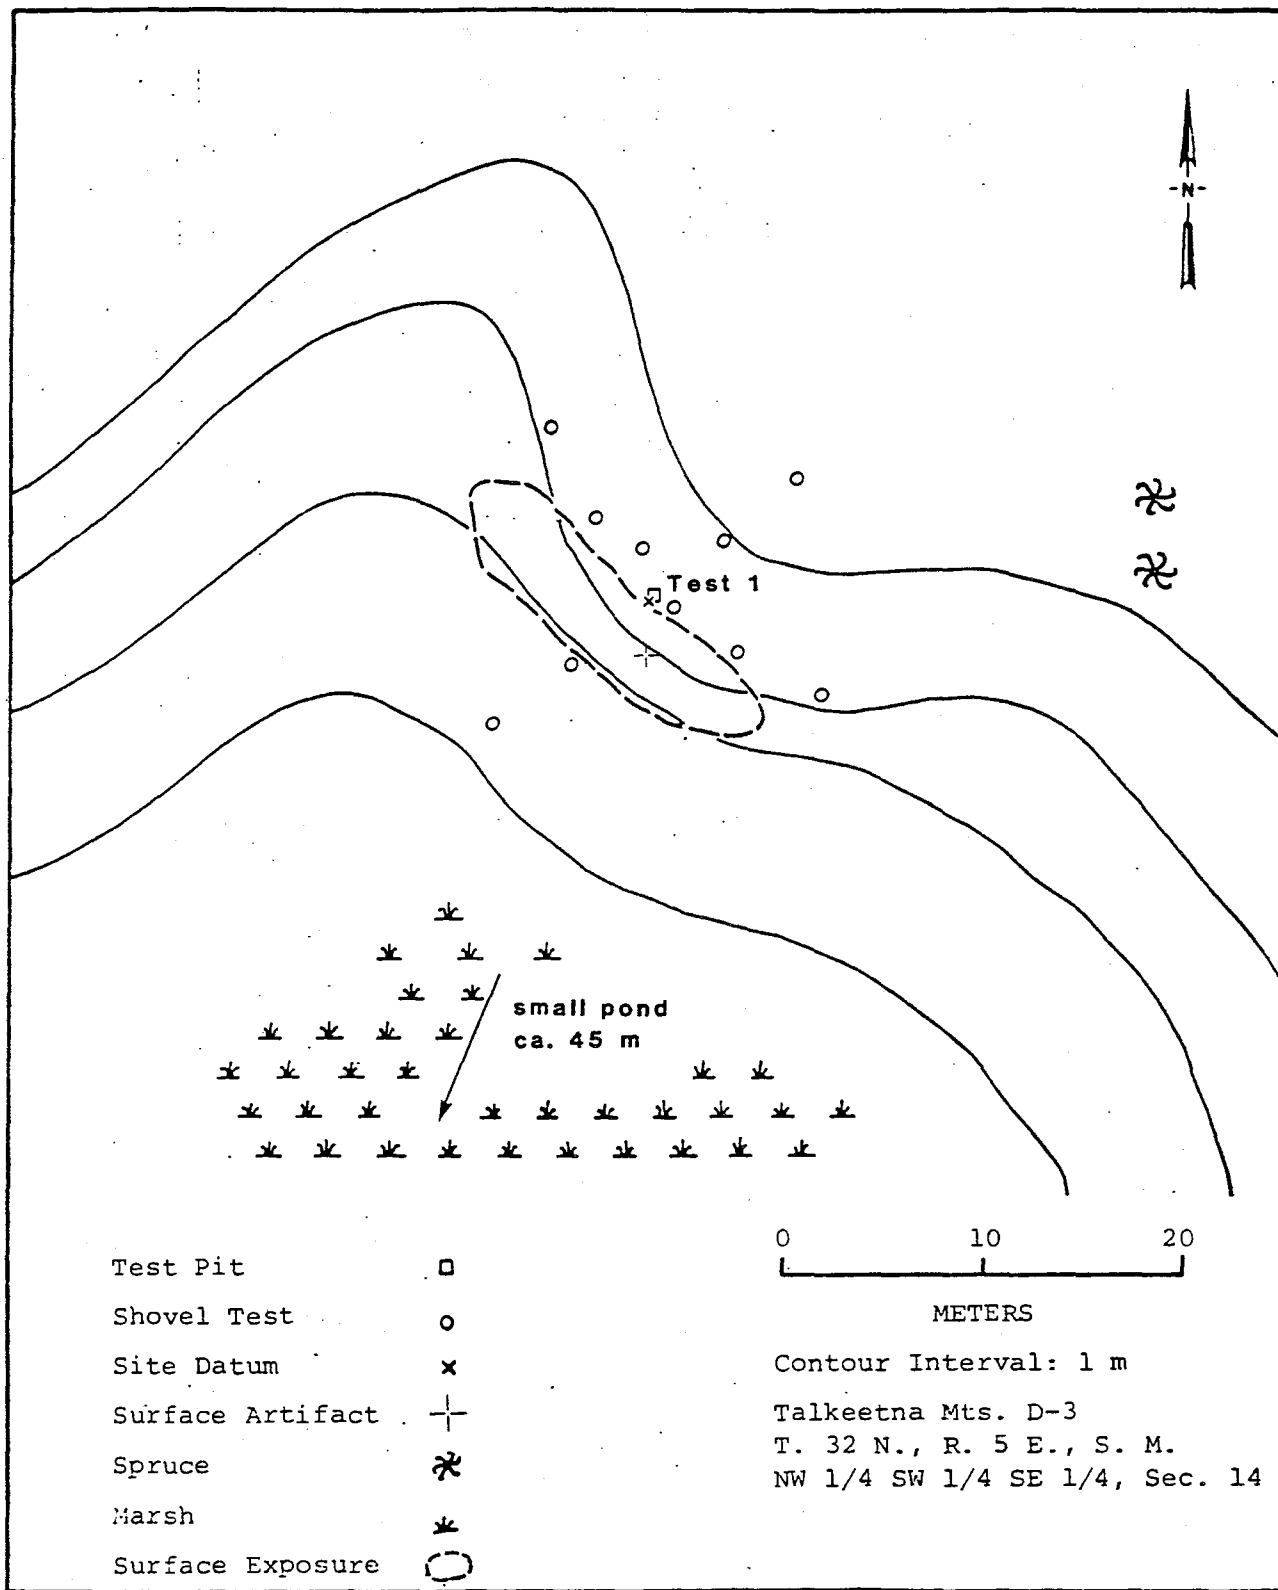 -N-
Test 1
small pond
ca. 45 m
0 10 20
METERS
Contour Interval: 1 m
Talkeetna Mts. D-3
T. 32 N., R. 5 E., S. M.
NW 1/4 SW 1/4 SE 1/4, Sec. 14
Test Pit
Shovel Test
Site Datum
Surface Artifact
Spruce
Marsh
Surface Exposure